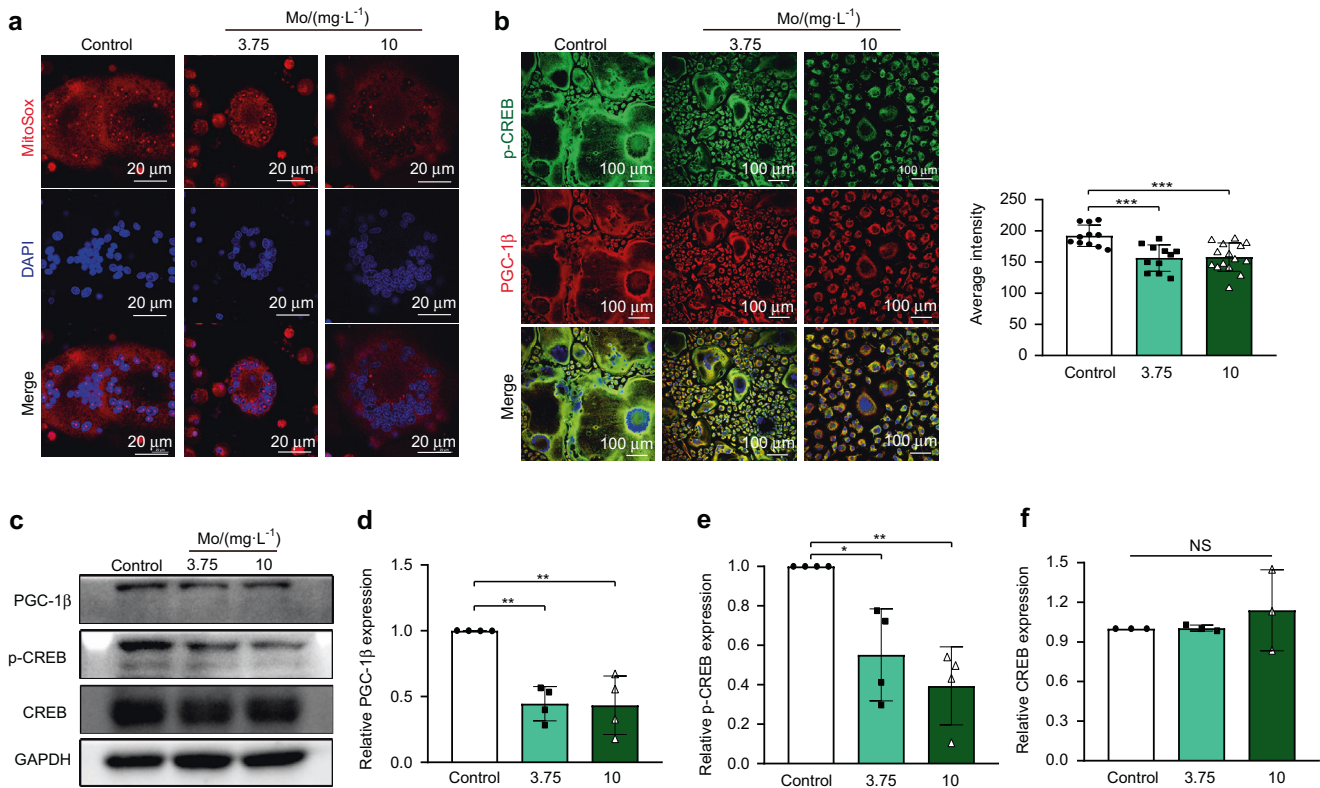 a
Mo/(mg·L⁻¹)
Control 3.75 10
MitoSox
20 μm 20 μm 20 μm
DAPI
20 μm 20 μm 20 μm
Merge
20 μm 20 μm 20 μm
b
Mo/(mg·L⁻¹)
Control 3.75 10
p-CREB
100 μm 100 μm 100 μm
PGC-1β
100 μm 100 μm 100 μm
Merge
100 μm 100 μm 100 μm
Average intensity
250
200
150
100
50
0
***
***
Control 3.75 10
c
Mo/(mg·L⁻¹)
Control 3.75 10
PGC-1β
p-CREB
CREB
GAPDH
d
Relative PGC-1β expression
1.5
1.0
0.5
0.0
**
**
Control 3.75 10
e
Relative p-CREB expression
1.0
0.8
0.6
0.4
0.2
0.0
**
*
Control 3.75 10
f
Relative CREB expression
1.5
1.2
0.9
0.6
0.3
0.0
NS
Control 3.75 10